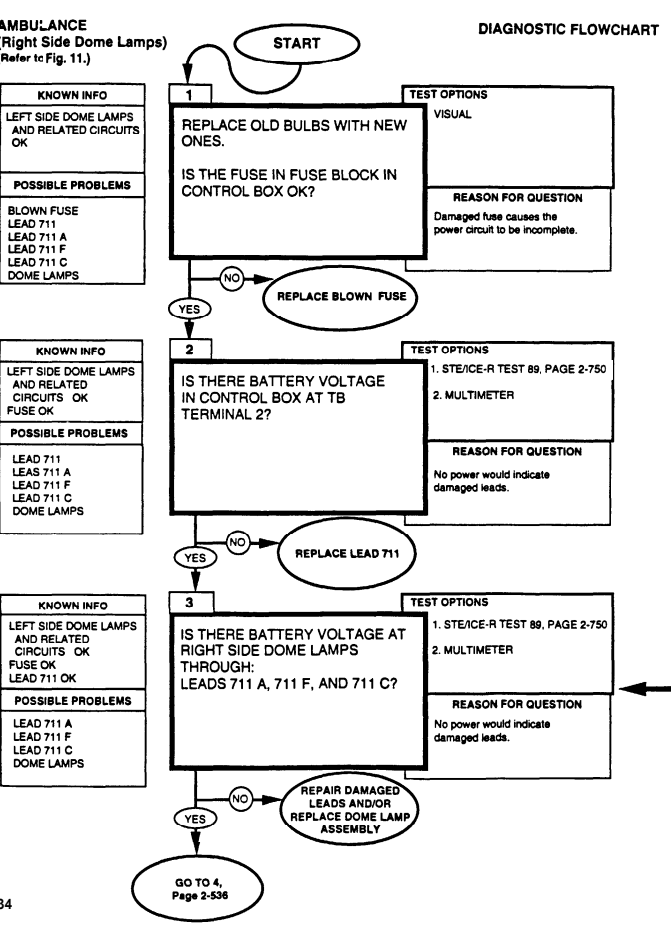 AMBULANCE
(Right Side Dome Lamps)
(Refer to Fig. 11.)
DIAGNOSTIC FLOWCHART
START
KNOWN INFO
LEFT SIDE DOME LAMPS
AND RELATED CIRCUITS
OK
POSSIBLE PROBLEMS
BLOWN FUSE
LEAD 711
LEAD 711 A
LEAD 711 F
LEAD 711 C
DOME LAMPS
1
REPLACE OLD BULBS WITH NEW
ONES.
IS THE FUSE IN FUSE BLOCK IN
CONTROL BOX OK?
TEST OPTIONS
VISUAL
REASON FOR QUESTION
Damaged fuse causes the
power circuit to be incomplete.
NO
REPLACE BLOWN FUSE
YES
KNOWN INFO
LEFT SIDE DOME LAMPS
AND RELATED
CIRCUITS OK
FUSE OK
POSSIBLE PROBLEMS
LEAD 711
LEAS 711 A
LEAD 711 F
LEAD 711 C
DOME LAMPS
2
IS THERE BATTERY VOLTAGE
IN CONTROL BOX AT TB
TERMINAL 2?
TEST OPTIONS
1. STE/ICE-R TEST 89, PAGE 2-750
2. MULTIMETER
REASON FOR QUESTION
No power would indicate
damaged leads.
NO
REPLACE LEAD 711
YES
KNOWN INFO
LEFT SIDE DOME LAMPS
AND RELATED
CIRCUITS OK
FUSE OK
LEAD 711 OK
POSSIBLE PROBLEMS
LEAD 711 A
LEAD 711 F
LEAD 711 C
DOME LAMPS
3
IS THERE BATTERY VOLTAGE AT
RIGHT SIDE DOME LAMPS
THROUGH:
LEADS 711 A, 711 F, AND 711 C?
TEST OPTIONS
1. STE/ICE-R TEST 89, PAGE 2-750
2. MULTIMETER
REASON FOR QUESTION
No power would indicate
damaged leads.
NO
REPAIR DAMAGED
LEADS AND/OR
REPLACE DOME LAMP
ASSEMBLY
YES
GO TO 4,
Page 2-536
34